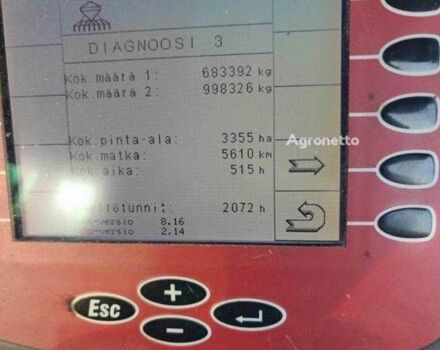 DIAGNOOSI 3
Kok.määrä 1: 683392 kg
Kok.määrä 2: 998326 kg
Kok pinta-ala: 3355 ha
Kok.matka: 5610 km
Kok.aika: 515 h
2072 h
8.16
2.14
Agronetto
Esc
+
-